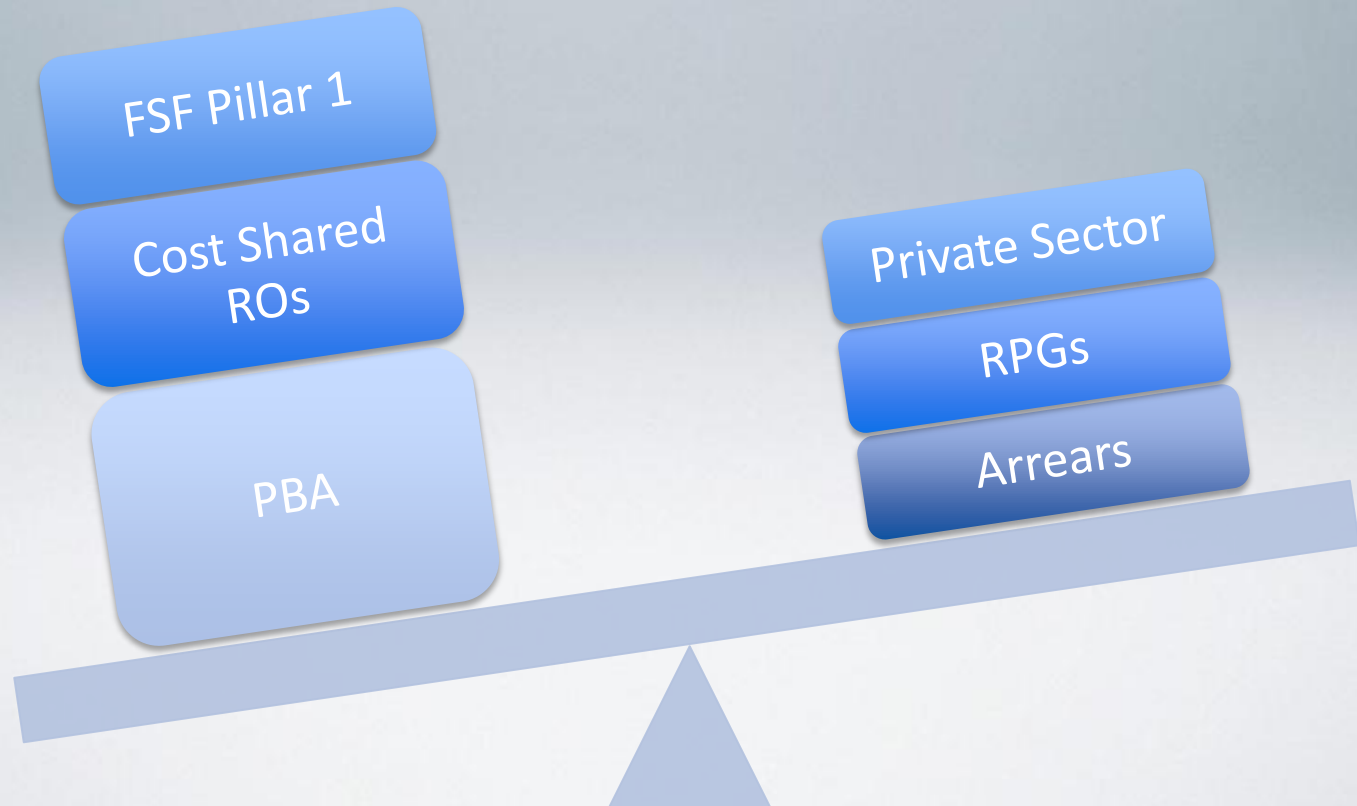 FSF Pillar 1
Cost Shared
ROs
PBA
Private Sector
RPGs
Arrears